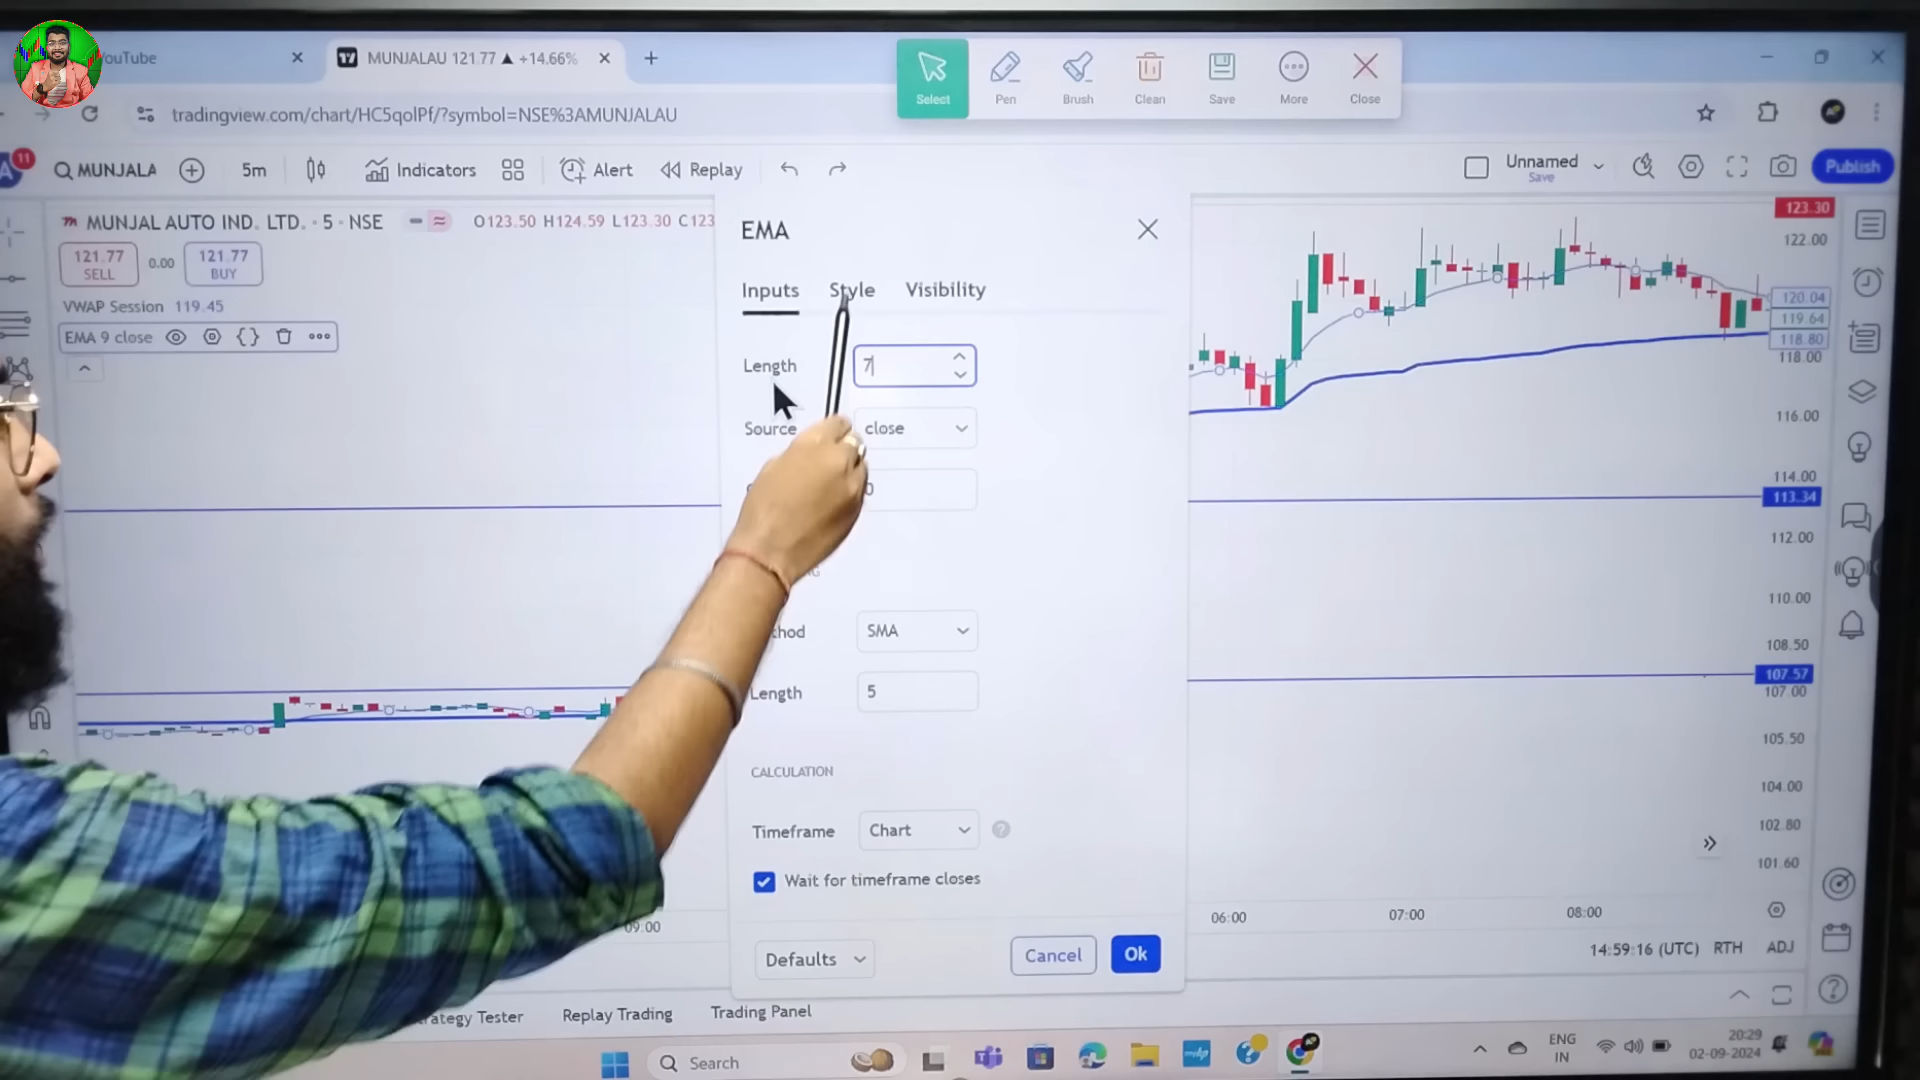 YouTube
MUNJALAU 121.77 ▲ +14.66%
Select
Pen
Brush
Clean
Save
More
Close
tradingview.com/chart/HC5qolPf/?symbol=NSE%3AMUNJALAU
11
MUNJALA
5m
Indicators
Alert
Replay
Unnamed
Save
Publish
MUNJAL AUTO IND. LTD. · 5 · NSE
O123.50 H124.59 L123.30 C123
121.77
SELL
0.00
121.77
BUY
VWAP Session 119.45
EMA 9 close
EMA
Inputs
Style
Visibility
Length
7
Source
close
0
SMA
Length
5
CALCULATION
Timeframe
Chart
Wait for timeframe closes
Defaults
Cancel
Ok
123.30
122.00
120.04
119.64
118.80
118.00
116.00
114.00
113.34
112.00
110.00
108.50
107.57
107.00
105.50
104.00
102.80
101.60
09:00
06:00
07:00
08:00
14:59:16 (UTC)
RTH
ADJ
Tester
Replay Trading
Trading Panel
Search
ENG
IN
20:29
02-09-2024